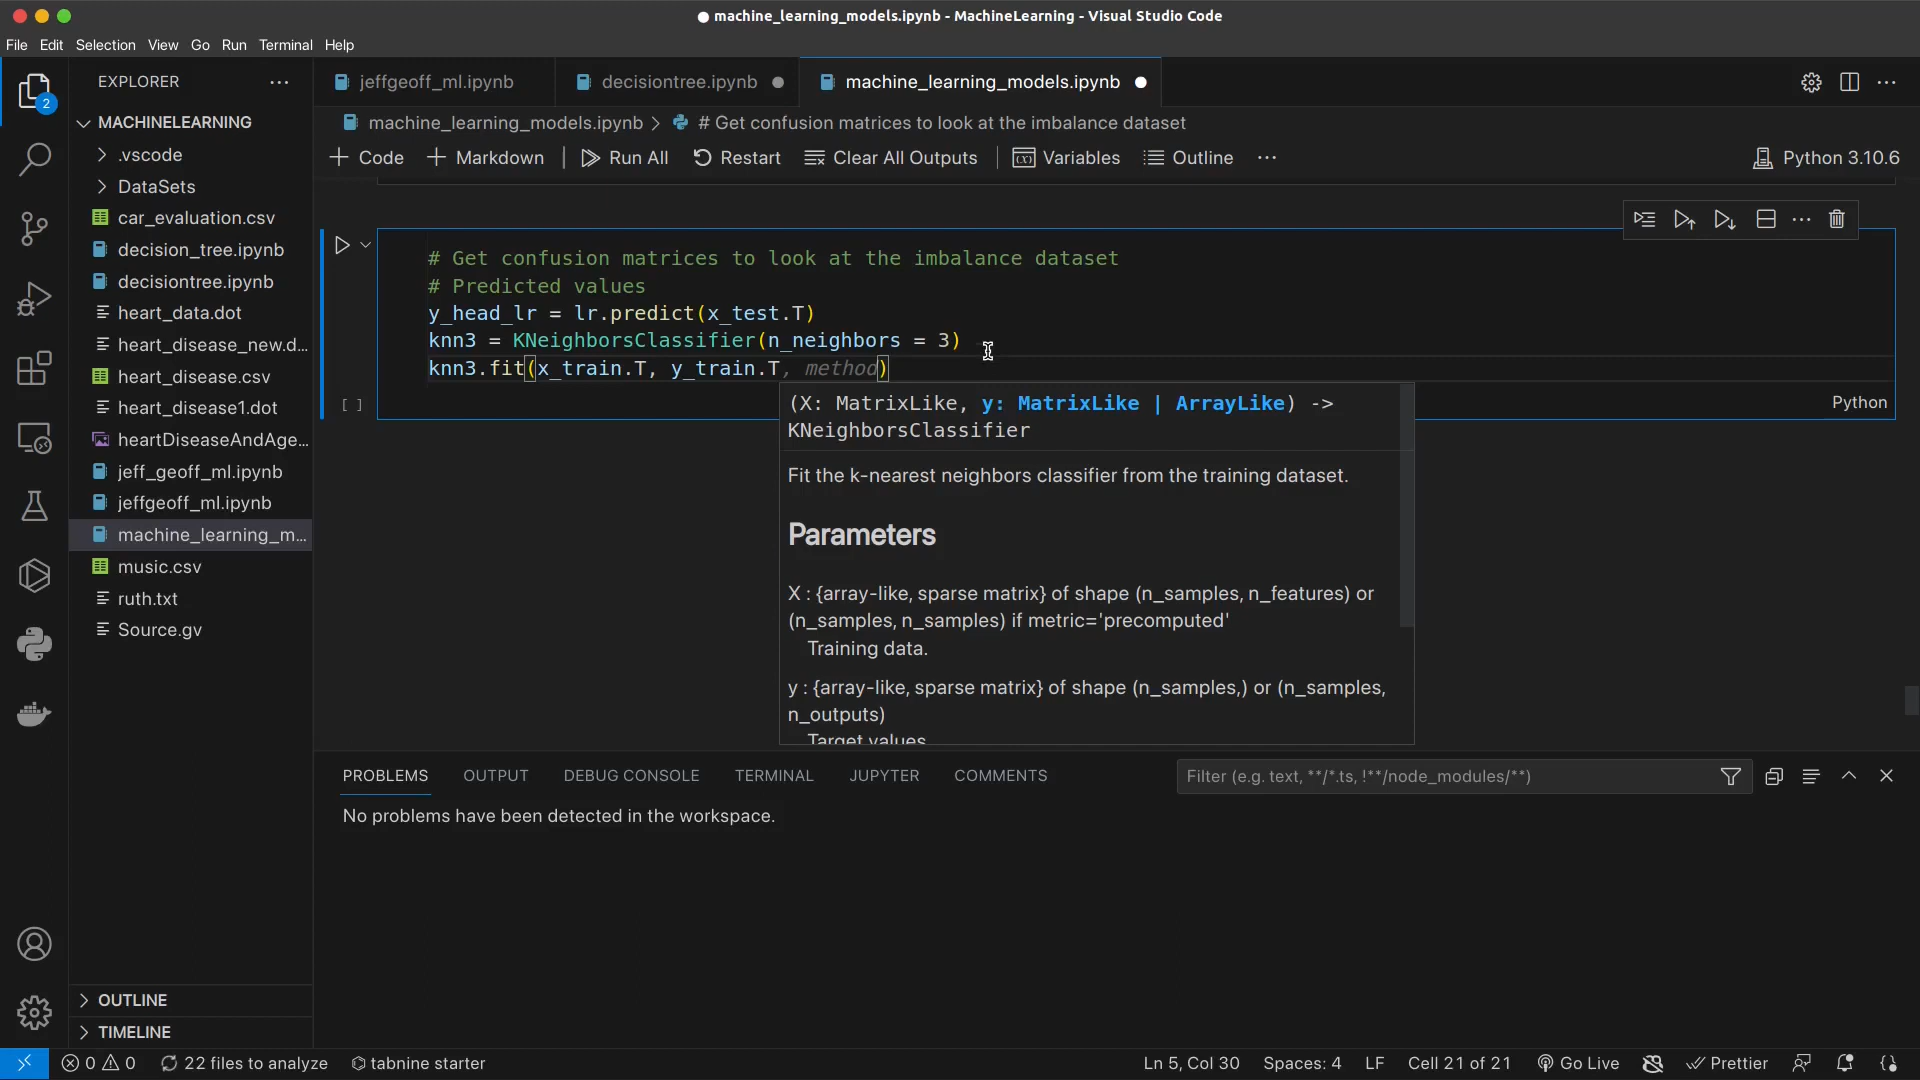 machine_learning_models.ipynb - MachineLearning - Visual Studio Code
File Edit Selection View Go Run Terminal Help
EXPLORER
MACHINELEARNING
.vscode
DataSets
car_evaluation.csv
decision_tree.ipynb
decisiontree.ipynb
heart_data.dot
heart_disease_new.d...
heart_disease.csv
heart_disease1.dot
heartDiseaseAndAge...
jeff_geoff_ml.ipynb
jeffgeoff_ml.ipynb
machine_learning_m...
music.csv
ruth.txt
Source.gv
OUTLINE
TIMELINE
2
jeffgeoff_ml.ipynb decisiontree.ipynb machine_learning_models.ipynb
machine_learning_models.ipynb > # Get confusion matrices to look at the imbalance dataset
+ Code + Markdown | Run All Restart Clear All Outputs | Variables Outline ... Python 3.10.6
# Get confusion matrices to look at the imbalance dataset
# Predicted values
y_head_lr = lr.predict(x_test.T)
knn3 = KNeighborsClassifier(n_neighbors = 3)
knn3.fit(x_train.T, y_train.T, method)
[ ]
Python
(X: MatrixLike, y: MatrixLike | ArrayLike) ->
KNeighborsClassifier
Fit the k-nearest neighbors classifier from the training dataset.
Parameters
X : {array-like, sparse matrix} of shape (n_samples, n_features) or
(n_samples, n_samples) if metric='precomputed'
Training data.
y : {array-like, sparse matrix} of shape (n_samples,) or (n_samples,
n_outputs)
Target values
PROBLEMS OUTPUT DEBUG CONSOLE TERMINAL JUPYTER COMMENTS
Filter (e.g. text, **/*.ts, !**/node_modules/**)
No problems have been detected in the workspace.
0 0 22 files to analyze tabnine starter Ln 5, Col 30 Spaces: 4 LF Cell 21 of 21 Go Live Prettier